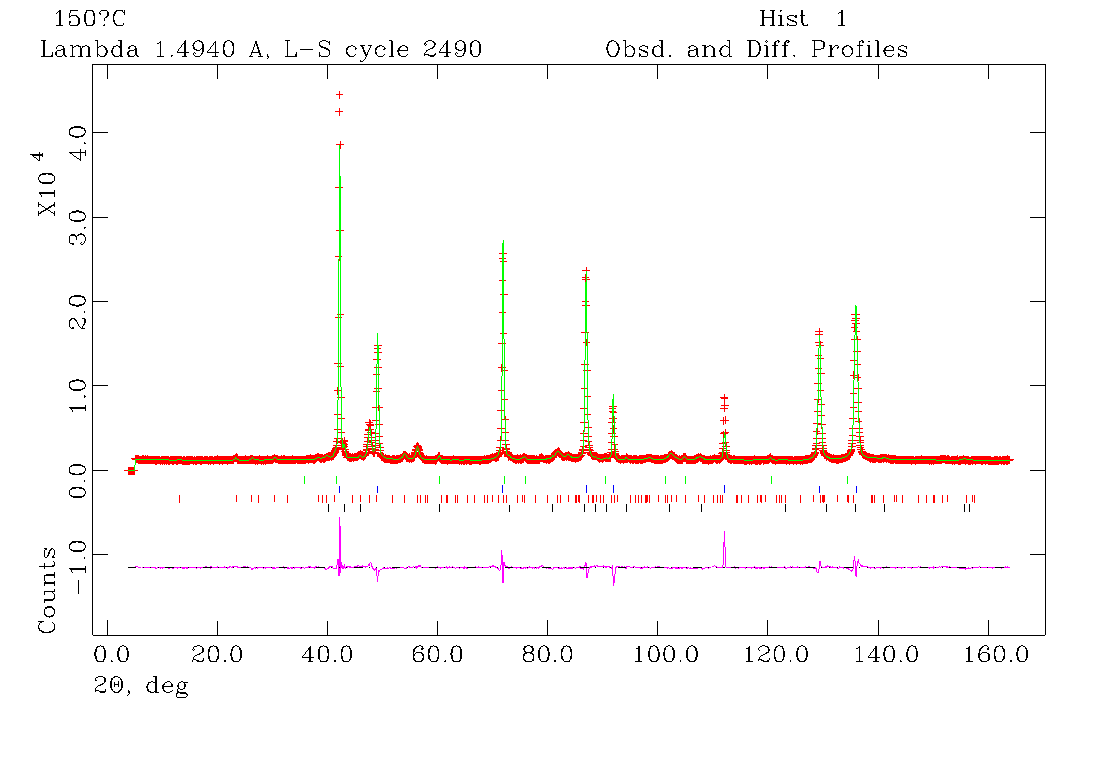 150?C
Hist 1
Lambda 1.4940 A, L-S cycle 2490
Obsd. and Diff. Profiles
X10 4
Counts
4.0
3.0
2.0
1.0
0.0
-1.0
0.0 20.0 40.0 60.0 80.0 100.0 120.0 140.0 160.0
2Θ, deg